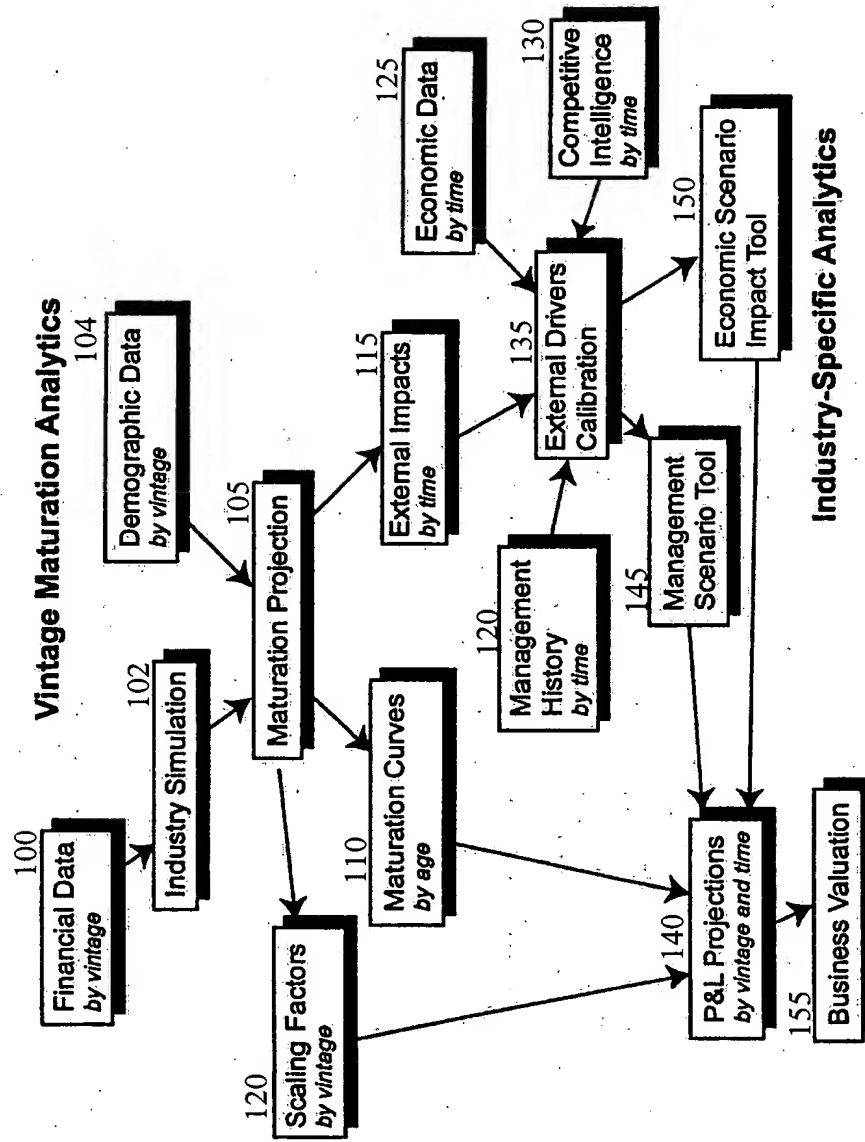 Vintage Maturation Analytics
100
Financial Data
by vintage
102
Industry Simulation
104
Demographic Data
by vintage
105
Maturation Projection
120
Scaling Factors
by vintage
110
Maturation Curves
by age
115
External Impacts
by time
125
Economic Data
by time
130
Competitive
Intelligence
by time
120
Management
History
by time
135
External Drivers
Calibration
145
Management
Scenario Tool
150
Economic Scenario
Impact Tool
140
P&L Projections
by vintage and time
155
Business Valuation
Industry-Specific Analytics